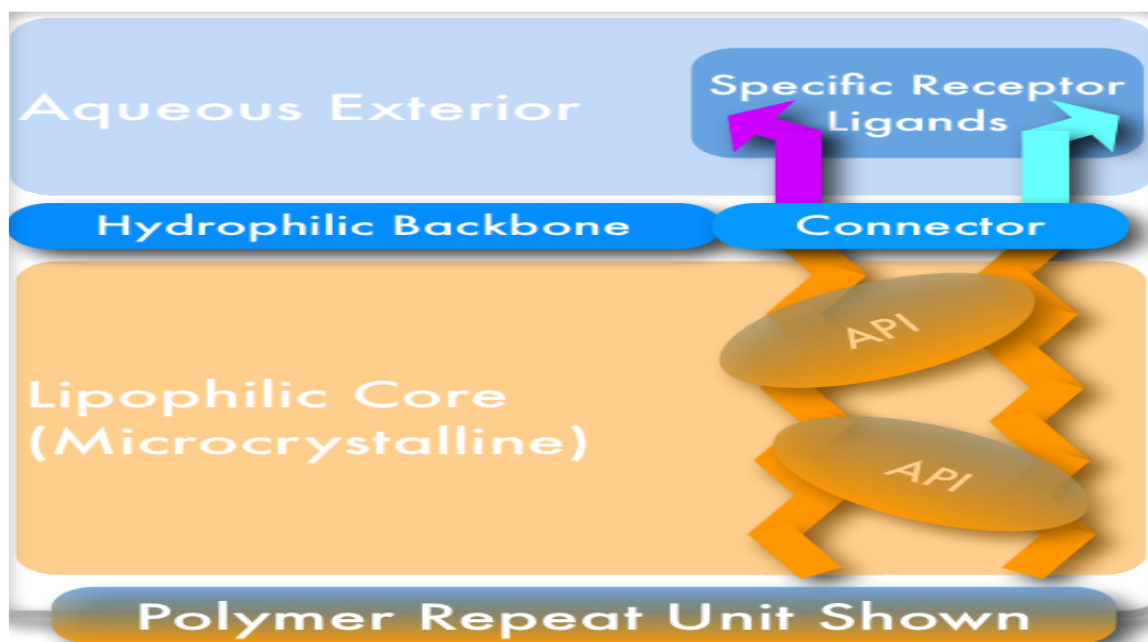 Aqueous Exterior
Specific Receptor
Ligands
Hydrophilic Backbone
Connector
API
Lipophilic Core
(Microcrystalline)
API
Polymer Repeat Unit Shown